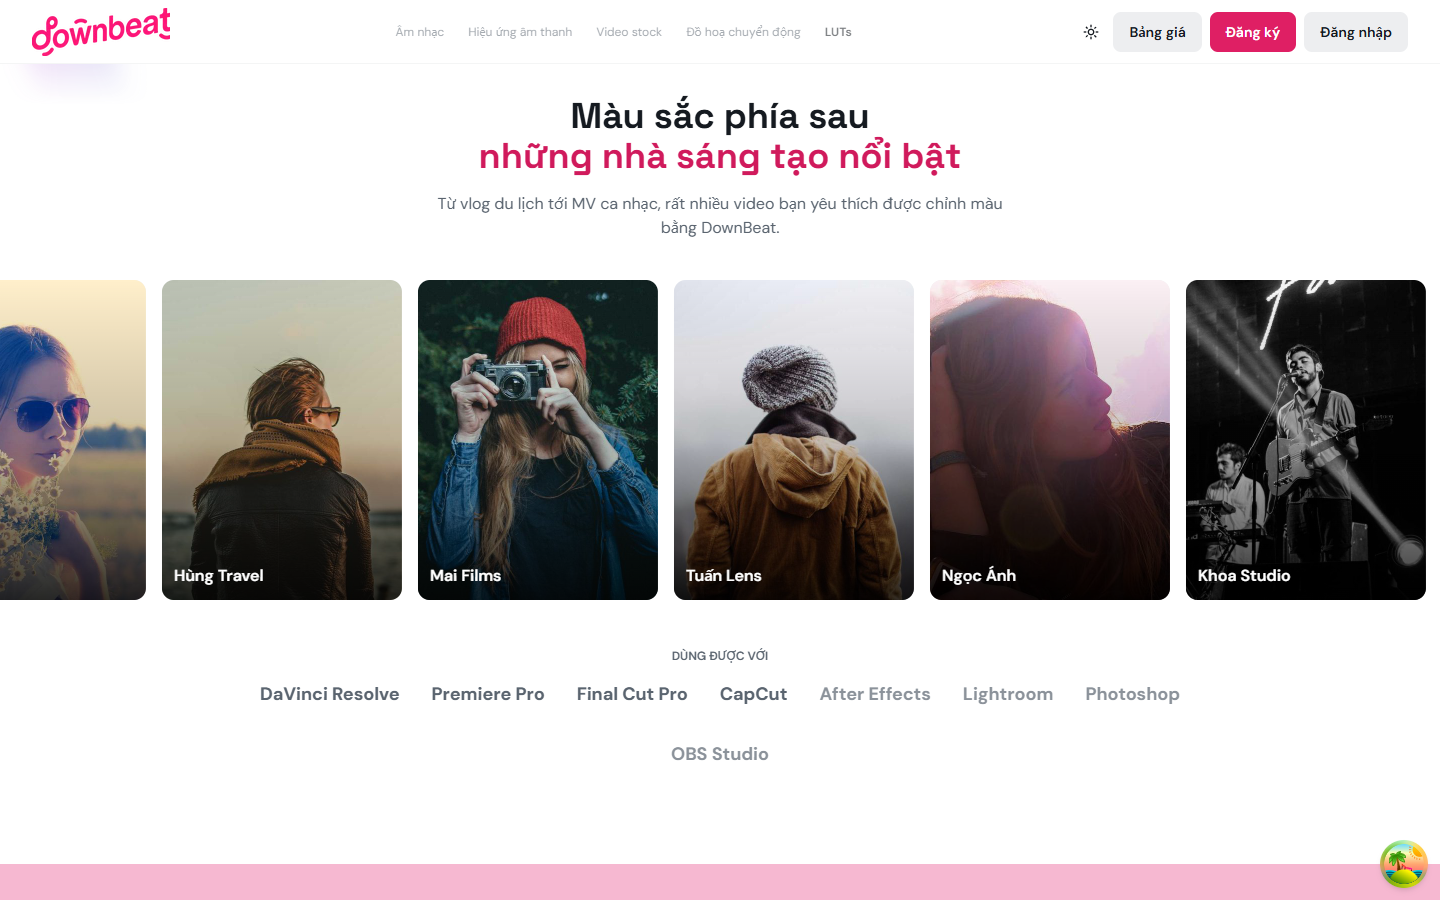 downbeat
Âm nhạc
Hiệu ứng âm thanh
Video stock
Đồ hoạ chuyển động
LUTs
Bảng giá
Đăng ký
Đăng nhập
Màu sắc phía sau
những nhà sáng tạo nổi bật
Từ vlog du lịch tới MV ca nhạc, rất nhiều video bạn yêu thích được chỉnh màu
bằng DownBeat.
Hùng Travel
Mai Films
Tuấn Lens
Ngọc Ánh
Khoa Studio
DÙNG ĐƯỢC VỚI
DaVinci Resolve
Premiere Pro
Final Cut Pro
CapCut
After Effects
Lightroom
Photoshop
OBS Studio